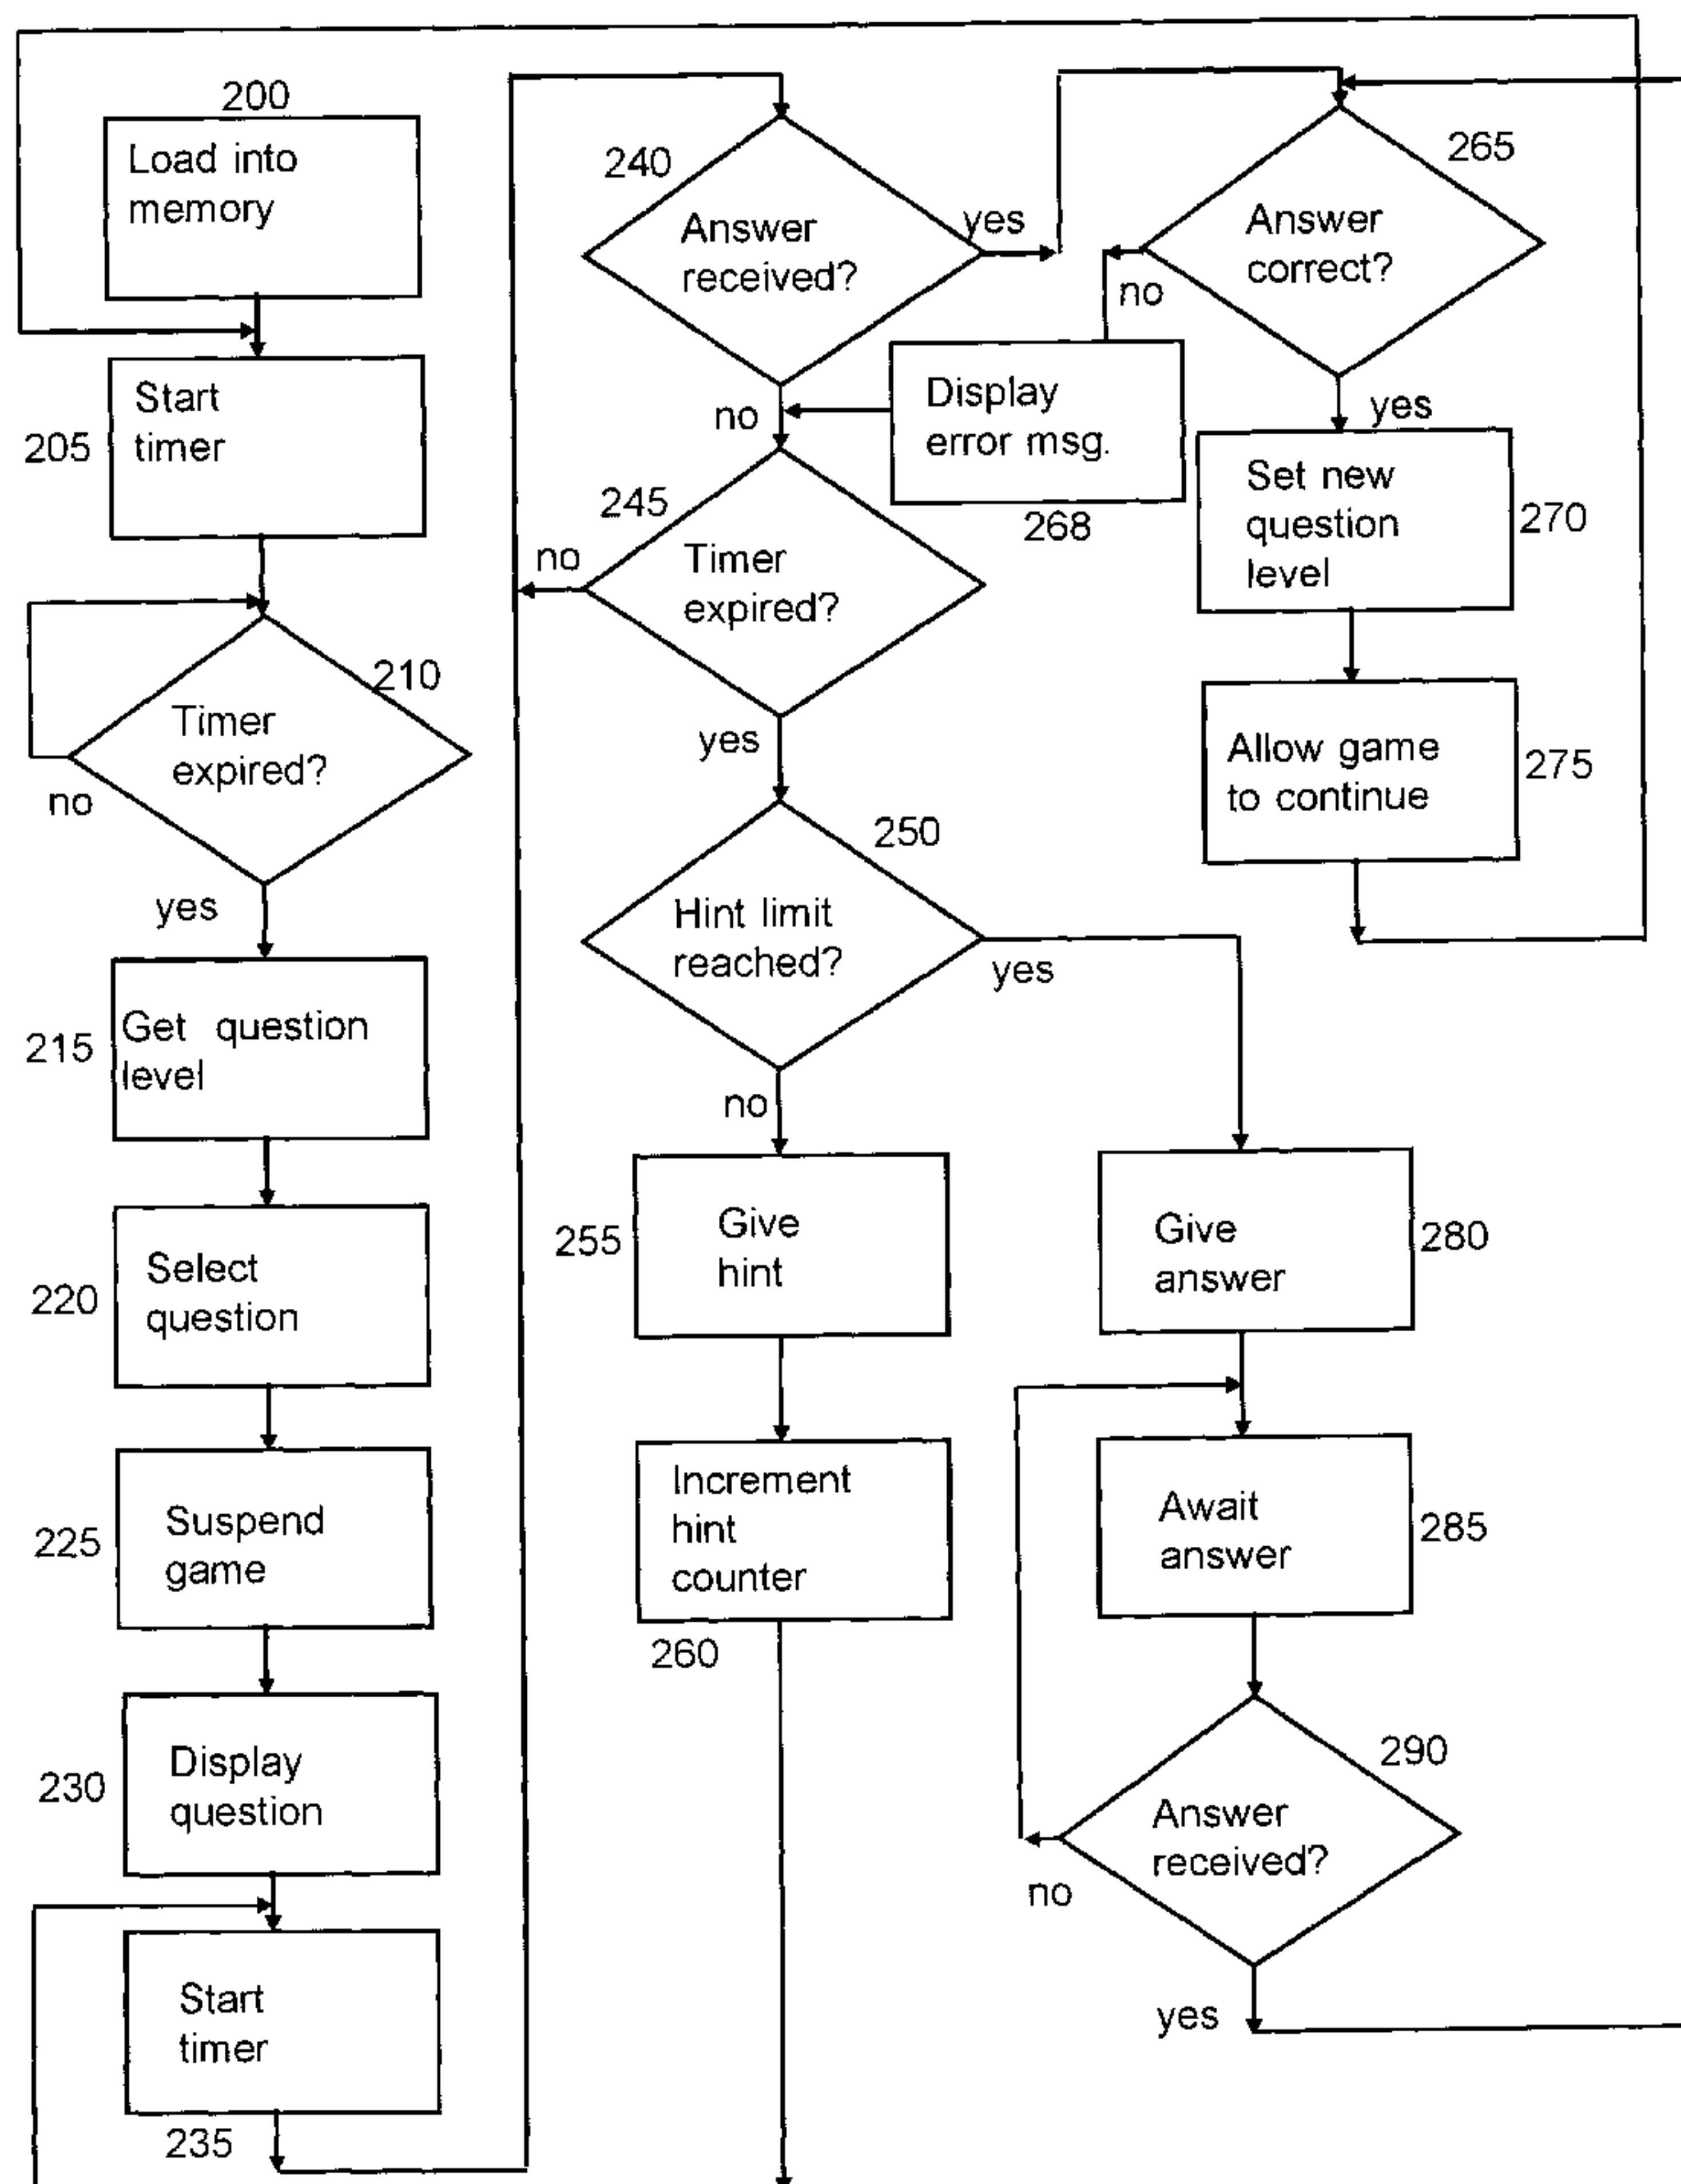 200
Load into
memory
Start
timer
205
210
Timer
expired?
no
yes
Get question
level
215
Select
question
220
Suspend
game
225
Display
question
230
Start
timer
235
240
Answer
received?
yes
no
245
Timer
expired?
no
yes
250
Hint limit
reached?
yes
no
255
Give
hint
Increment
hint
counter
260
265
Answer
correct?
no
yes
Display
error msg.
268
Set new
question
level
270
Allow game
to continue
275
Give
answer
280
Await
answer
285
290
Answer
received?
no
yes